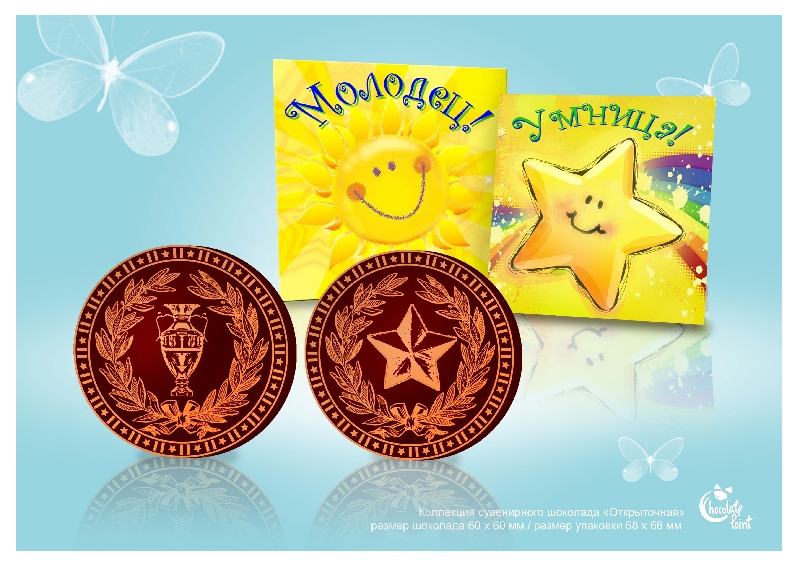 Молодец!
Умница!
Коллекция сувенирного шоколада «Открыточная»
размер шоколада 60 х 60 мм / размер упаковки 68 х 68 мм
Chocolate
Point